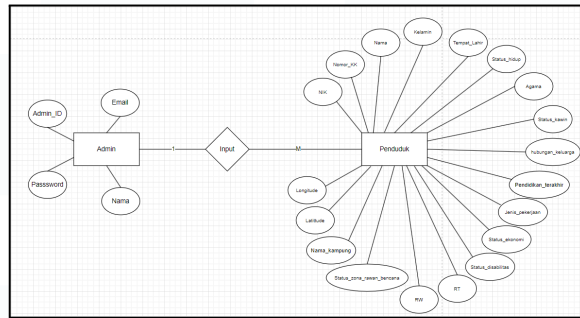 Kelamin
Nama
Tempat_Lahir
Nomor_KK
Status_hidup
NIK
Agama
Email
Admin_ID
Status_kawin
Admin
1
Input
M
Penduduk
hubungan_keluarga
Passsword
Pendidikan_terakhir
Longitude
Nama
Jenis_pekerjaan
Latitude
Status_ekonomi
Nama_kampung
Status_disabilitas
Status_zona_rawan_bencana
RT
RW